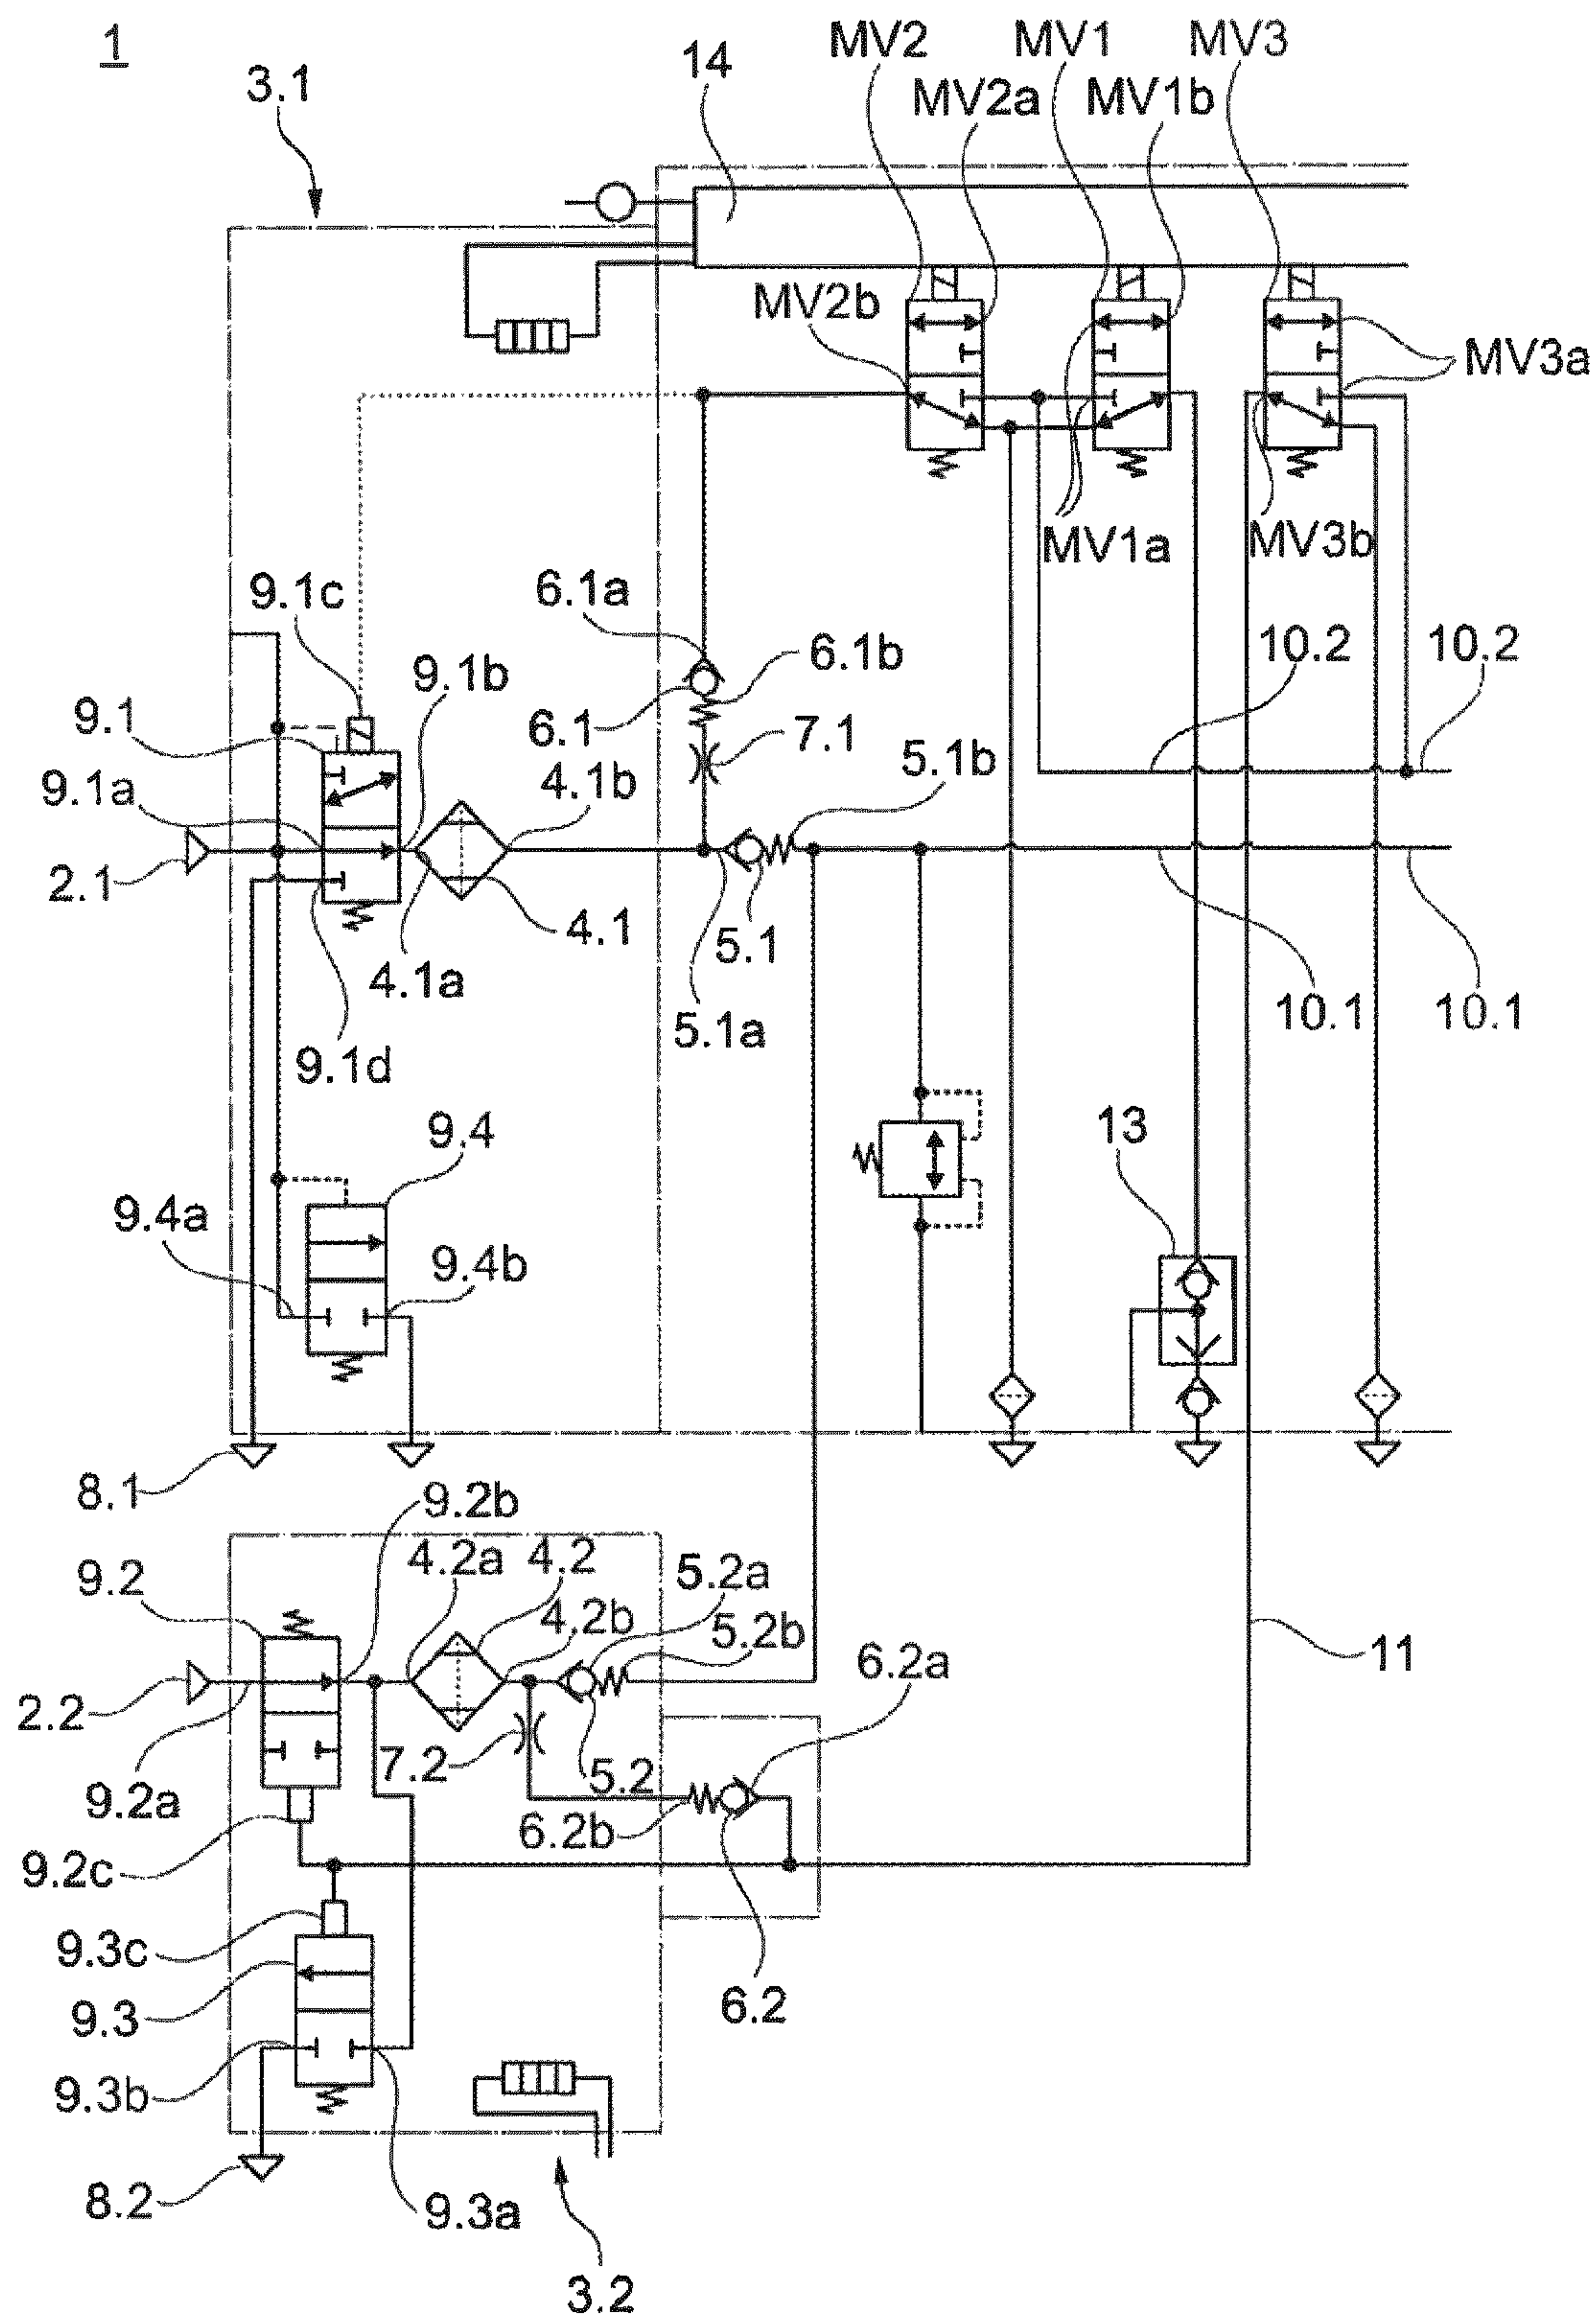 1
3.1
14
MV2
MV1
MV3
MV2a
MV1b
MV2b
MV3a
MV1a
MV3b
9.1c
6.1a
9.1b
6.1b
10.2
10.2
9.1
6.1
7.1
9.1a
4.1b
5.1b
2.1
4.1
5.1
4.1a
5.1a
10.1
10.1
9.1d
9.4
13
9.4a
9.4b
8.1
9.2b
9.2
4.2a
4.2
5.2a
4.2b
5.2b
6.2a
11
2.2
7.2
5.2
9.2a
6.2b
9.2c
9.3c
9.3
6.2
9.3b
8.2
9.3a
3.2